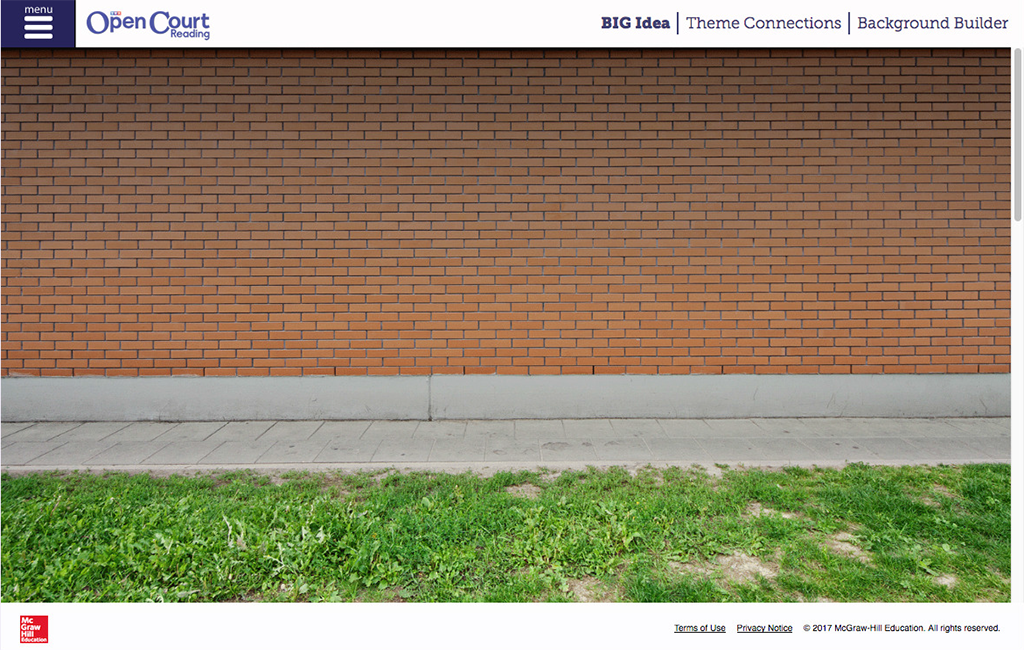 menu
Open Court
Reading
BIG Idea | Theme Connections | Background Builder
Mc
Graw
Hill
Education
Terms of Use Privacy Notice © 2017 McGraw-Hill Education. All rights reserved.